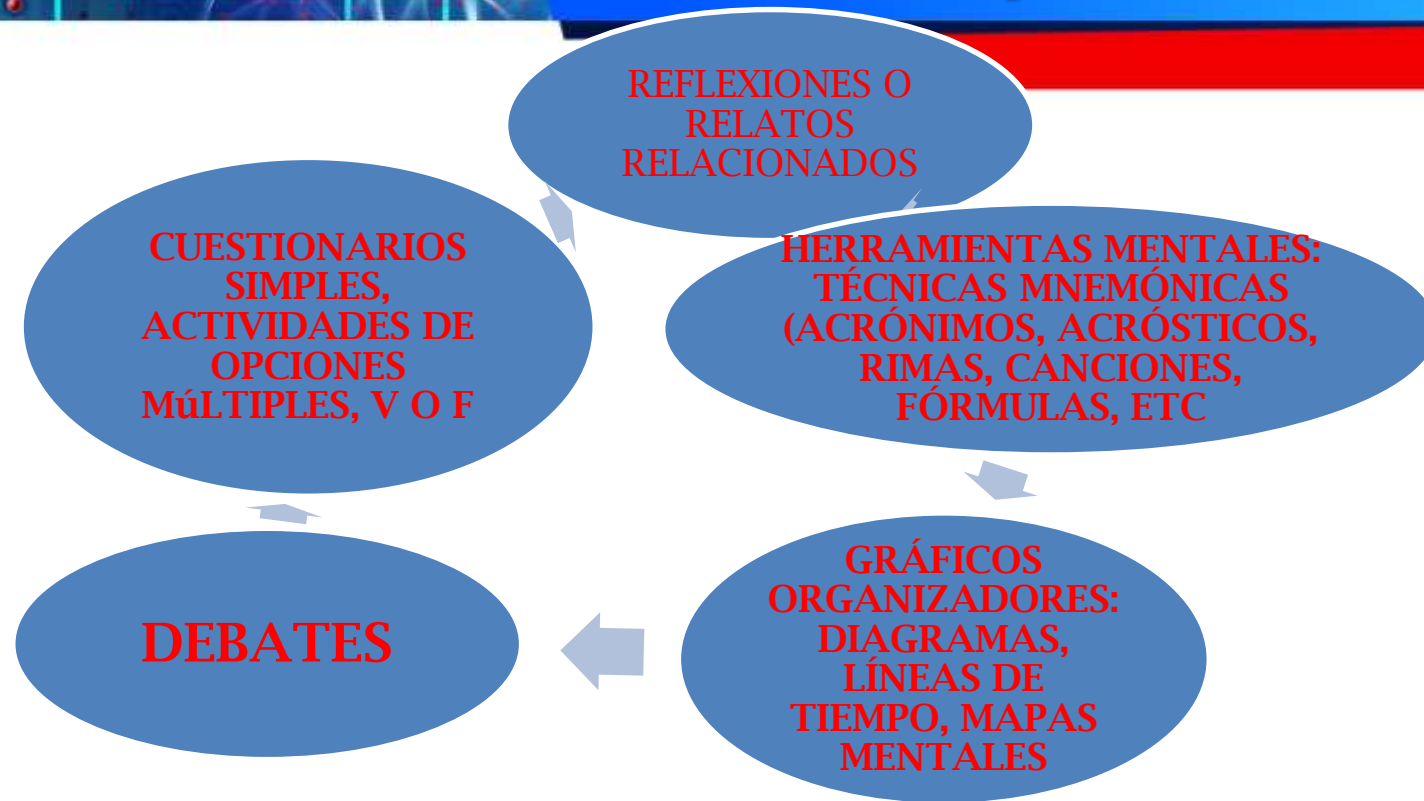 REFLEXIONES O
RELATOS
RELACIONADOS
HERRAMIENTAS MENTALES:
TÉCNICAS MNEMÓNICAS
(ACRÓNIMOS, ACRÓSTICOS,
RIMAS, CANCIONES,
FÓRMULAS, ETC
GRÁFICOS
ORGANIZADORES:
DIAGRAMAS,
LÍNEAS DE
TIEMPO, MAPAS
MENTALES
DEBATES
CUESTIONARIOS
SIMPLES,
ACTIVIDADES DE
OPCIONES
MúLTIPLES, V O F